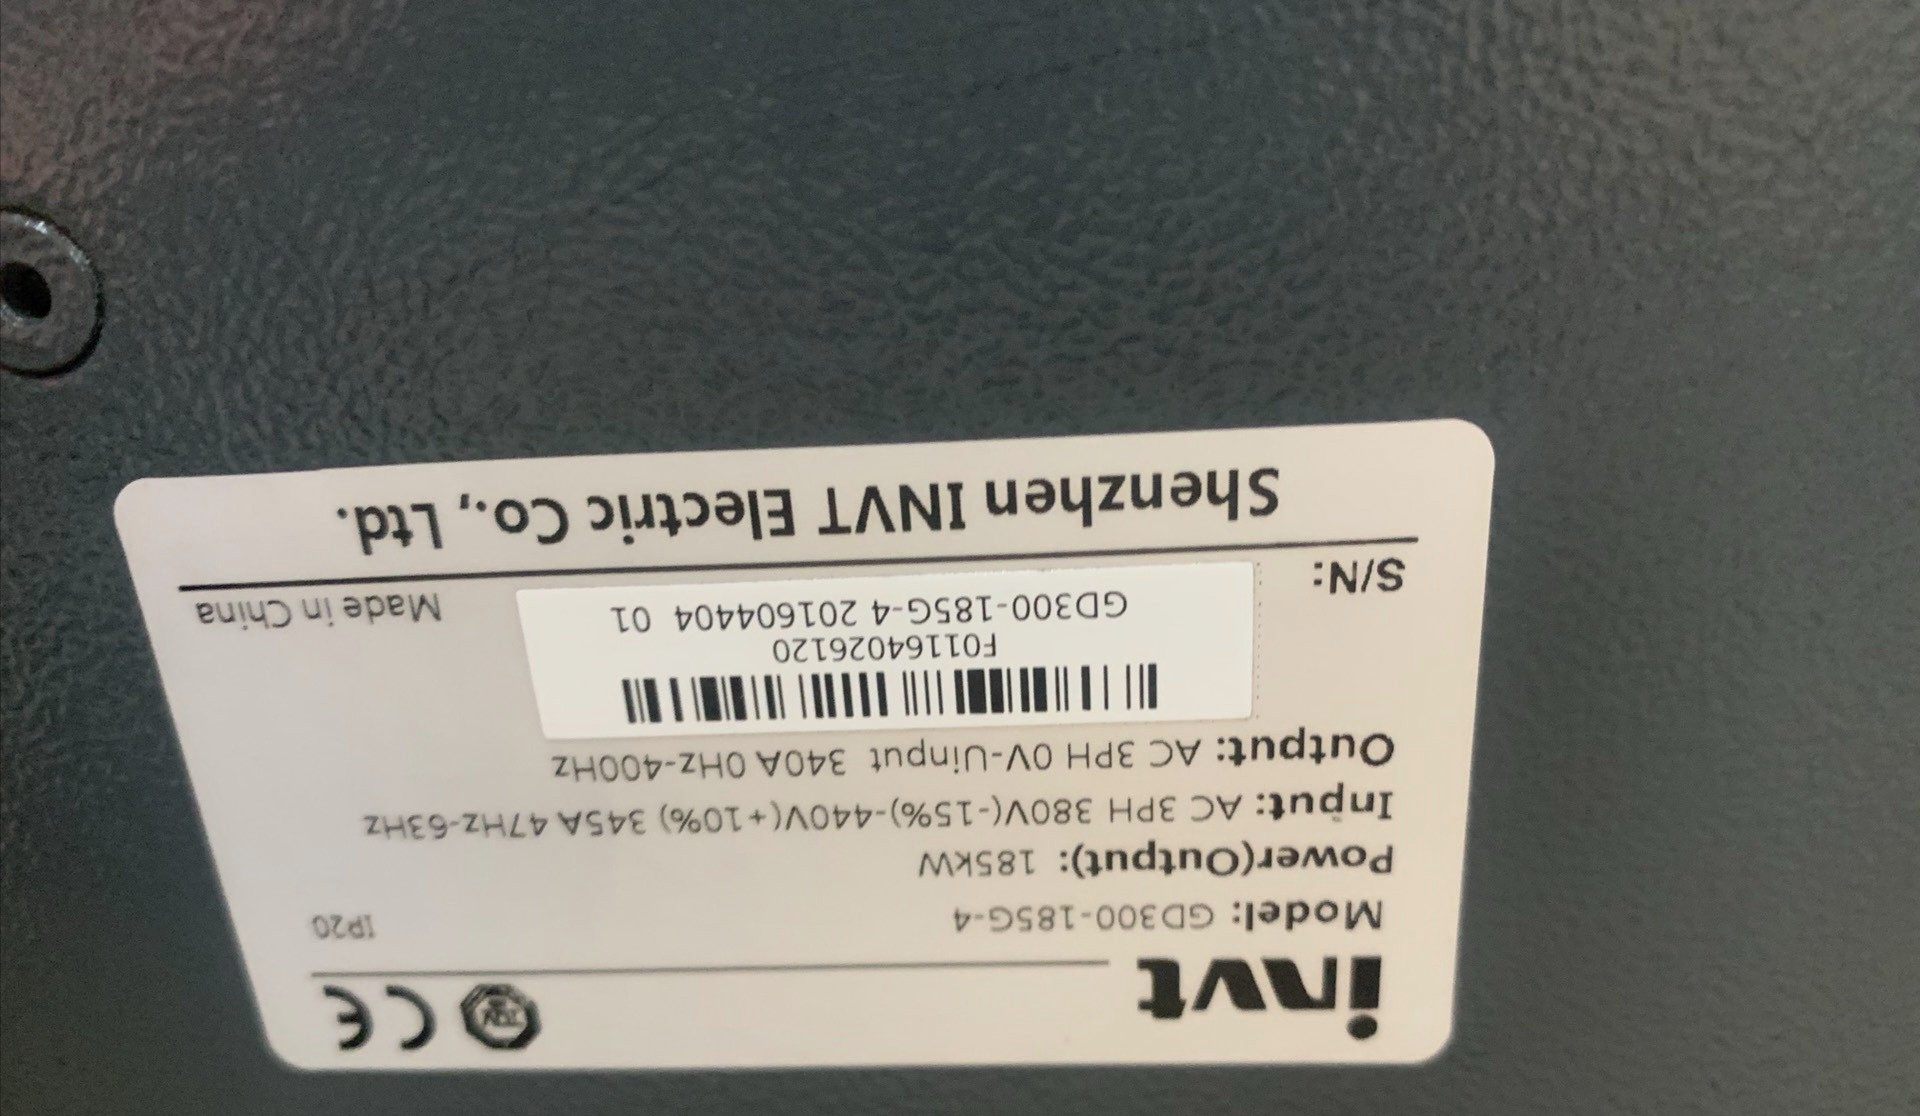 invt
CE
Model: GD300-185G-4
IP20
Power(Output): 185kW
Input: AC 3PH 380V(-15%)-440V(+10%) 345A 47Hz-63Hz
Output: AC 3PH 0V-Uinput 340A 0Hz-400Hz
F01164026120
GD300-185G-4 201604404 01
S/N:
Made in China
Shenzhen INVT Electric Co., Ltd.